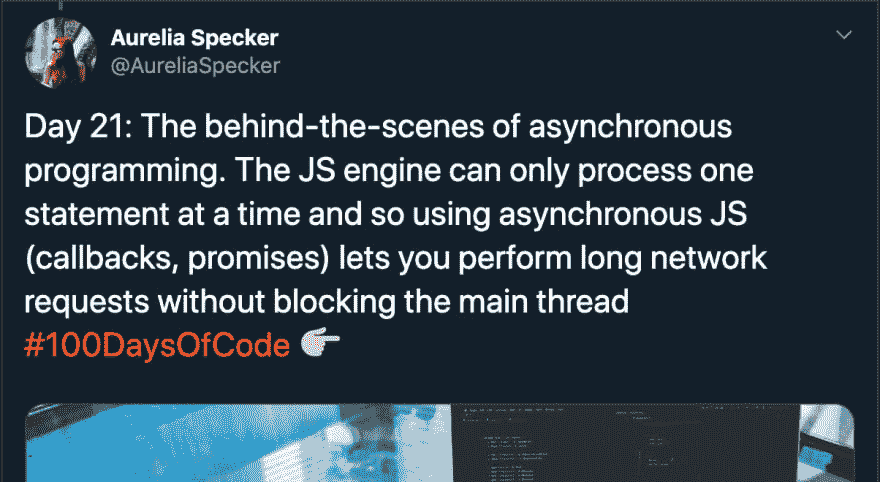 Aurelia Specker
@AureliaSpecker
Day 21: The behind-the-scenes of asynchronous
programming. The JS engine can only process one
statement at a time and so using asynchronous JS
(callbacks, promises) lets you perform long network
requests without blocking the main thread
#100DaysOfCode